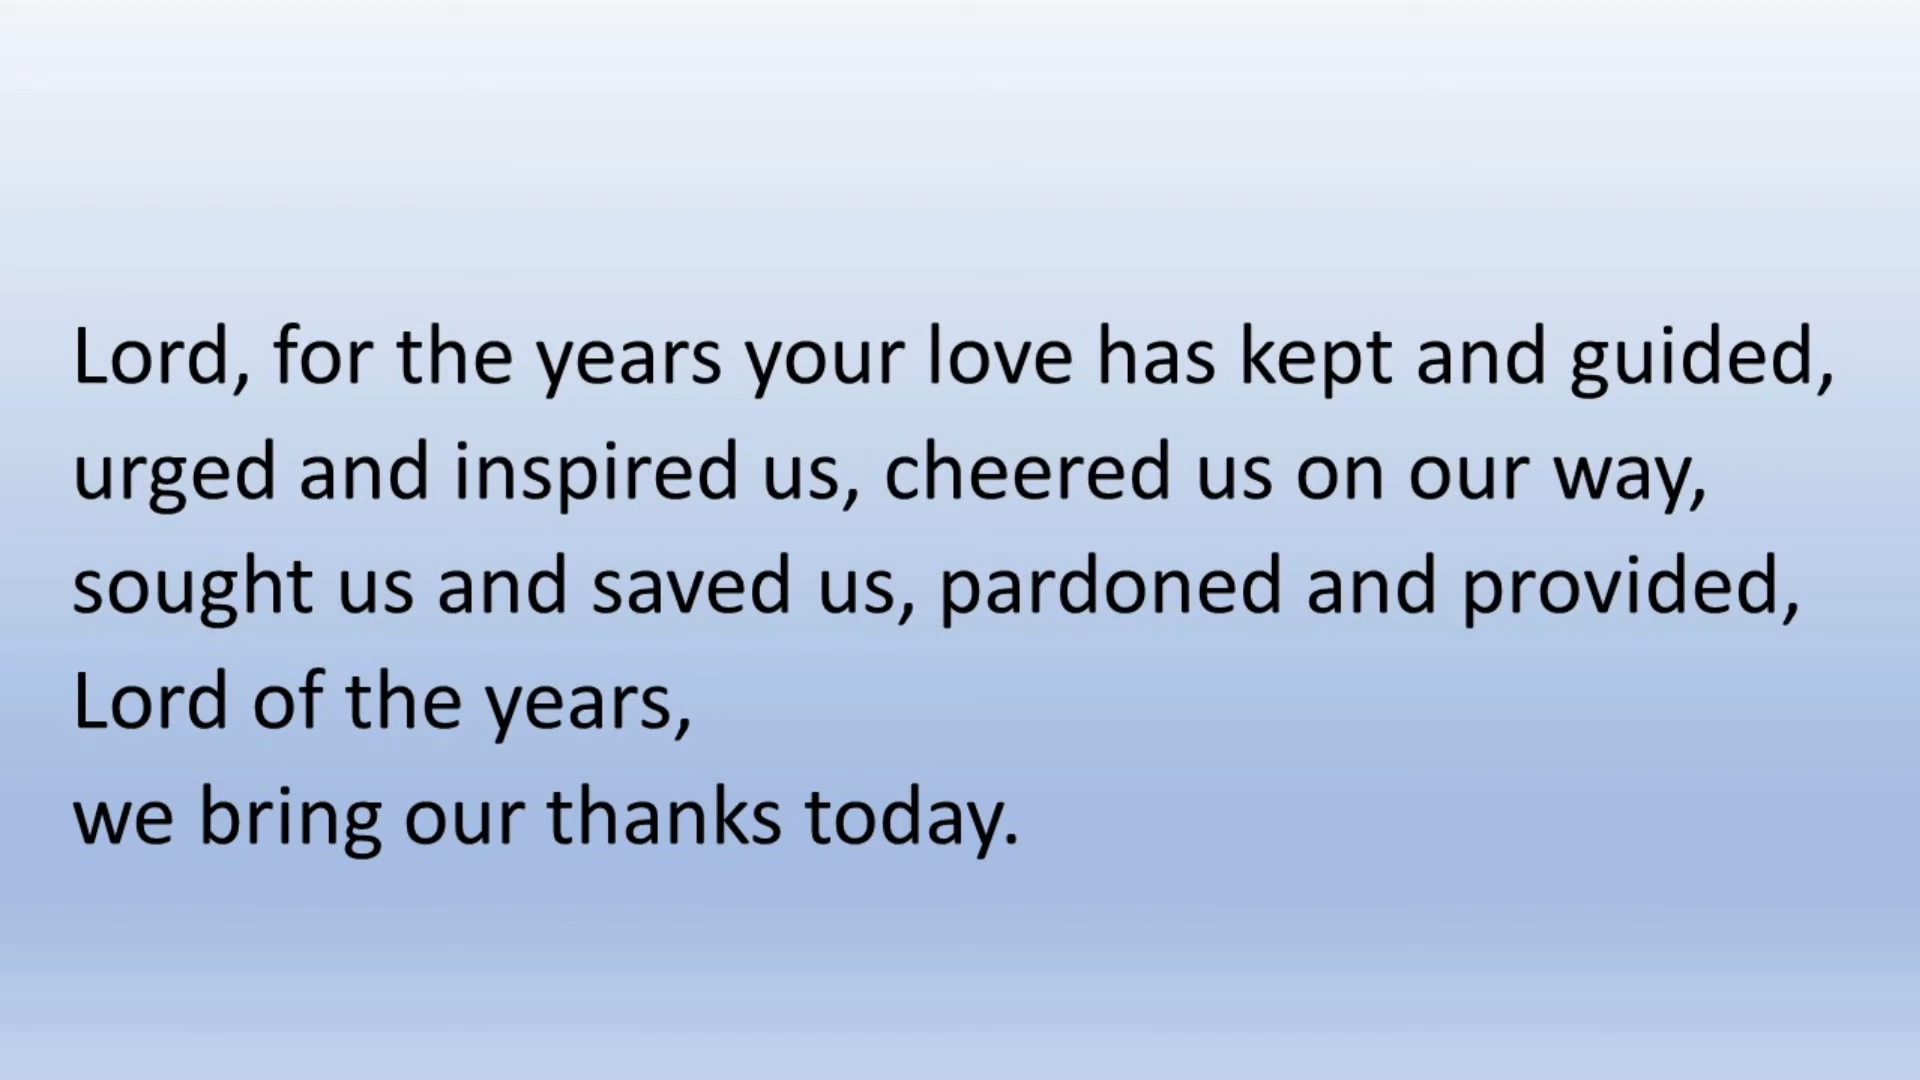 Lord, for the years your love has kept and guided,
urged and inspired us, cheered us on our way,
sought us and saved us, pardoned and provided,
Lord of the years,
we bring our thanks today.